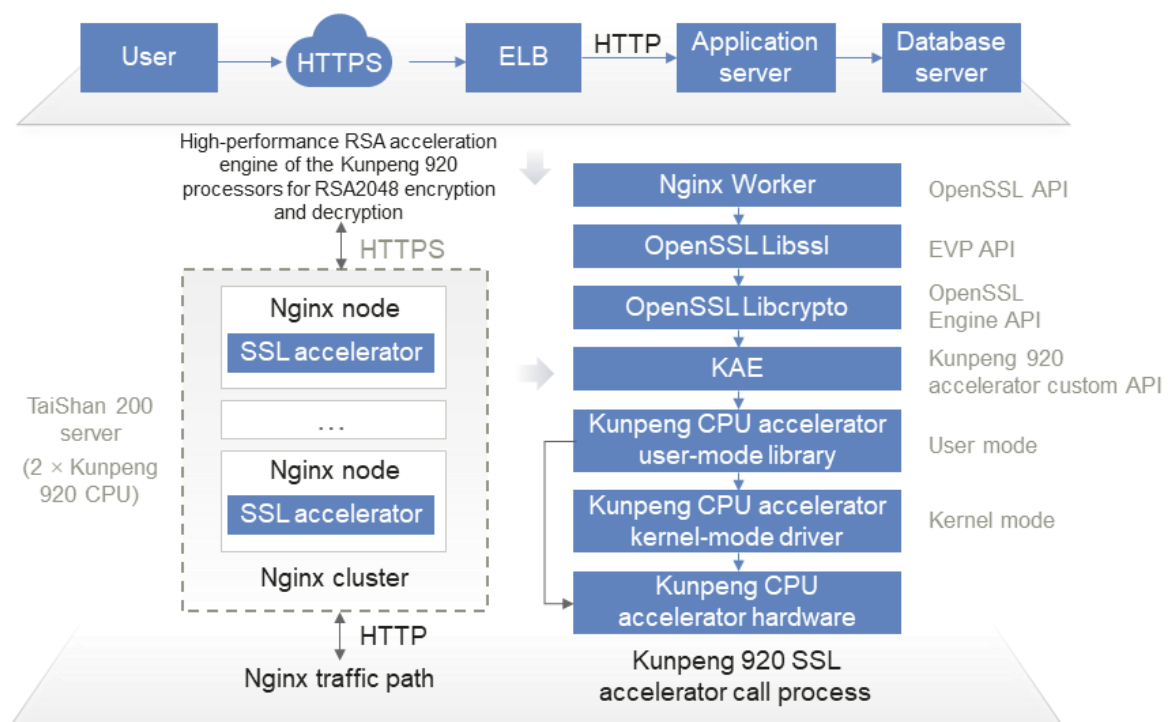 User
HTTPS
ELB
HTTP
Application
server
Database
server
High-performance RSA acceleration
engine of the Kunpeng 920
processors for RSA2048 encryption
and decryption
HTTPS
Nginx node
SSL accelerator
...
Nginx node
SSL accelerator
Nginx cluster
TaiShan 200
server
(2 × Kunpeng
920 CPU)
HTTP
Nginx traffic path
Nginx Worker
OpenSSL API
OpenSSL Libssl
EVP API
OpenSSL Libcrypto
OpenSSL
Engine API
KAE
Kunpeng 920
accelerator custom API
Kunpeng CPU accelerator
user-mode library
User mode
Kunpeng CPU accelerator
kernel-mode driver
Kernel mode
Kunpeng CPU
accelerator hardware
Kunpeng 920 SSL
accelerator call process